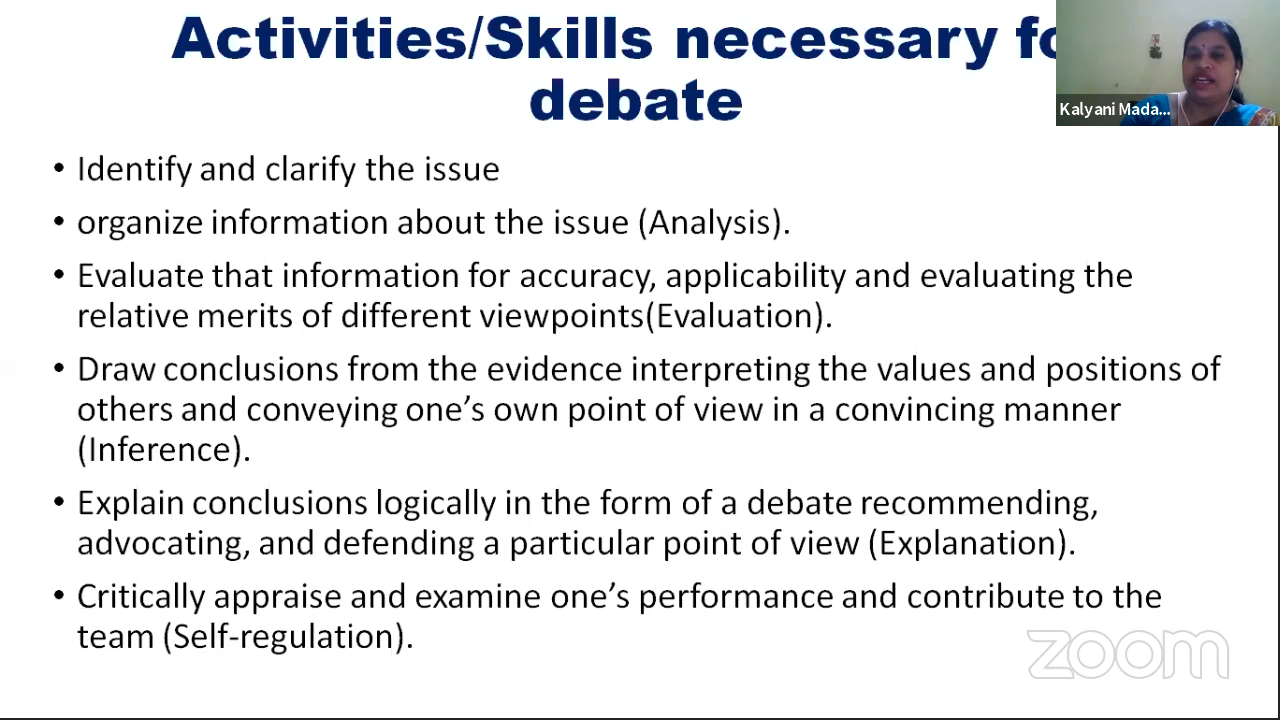 Activities/Skills necessary fo
debate
Kalyani Mada...
• Identify and clarify the issue
• organize information about the issue (Analysis).
• Evaluate that information for accuracy, applicability and evaluating the
relative merits of different viewpoints(Evaluation).
• Draw conclusions from the evidence interpreting the values and positions of
others and conveying one’s own point of view in a convincing manner
(Inference).
• Explain conclusions logically in the form of a debate recommending,
advocating, and defending a particular point of view (Explanation).
• Critically appraise and examine one’s performance and contribute to the
team (Self-regulation).
zoom